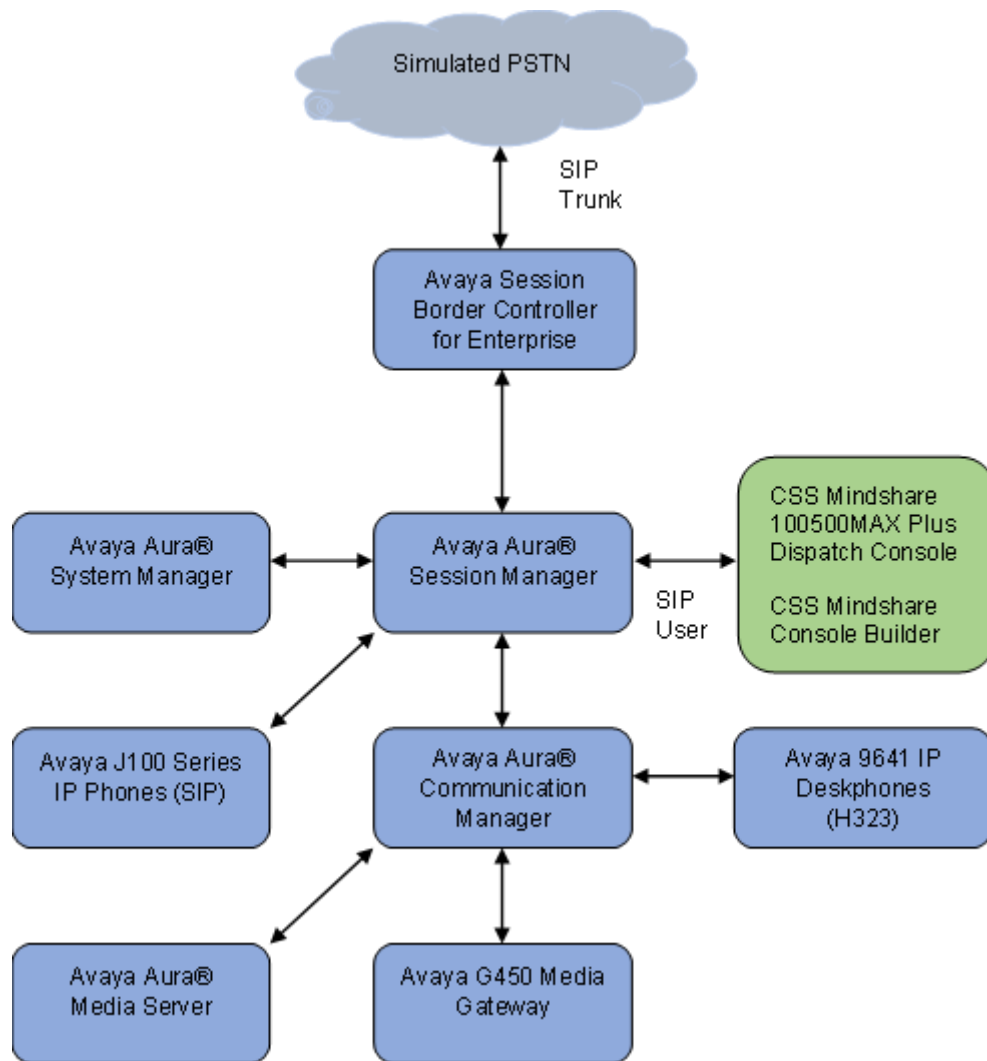 Simulated PSTN
SIP
Trunk
Avaya Session
Border Controller
for Enterprise
Avaya Aura®
System Manager
Avaya Aura®
Session Manager
SIP
User
CSS Mindshare
100500MAX Plus
Dispatch Console
CSS Mindshare
Console Builder
Avaya J100 Series
IP Phones (SIP)
Avaya Aura®
Communication
Manager
Avaya 9641 IP
Deskphones
(H323)
Avaya Aura®
Media Server
Avaya G450 Media
Gateway